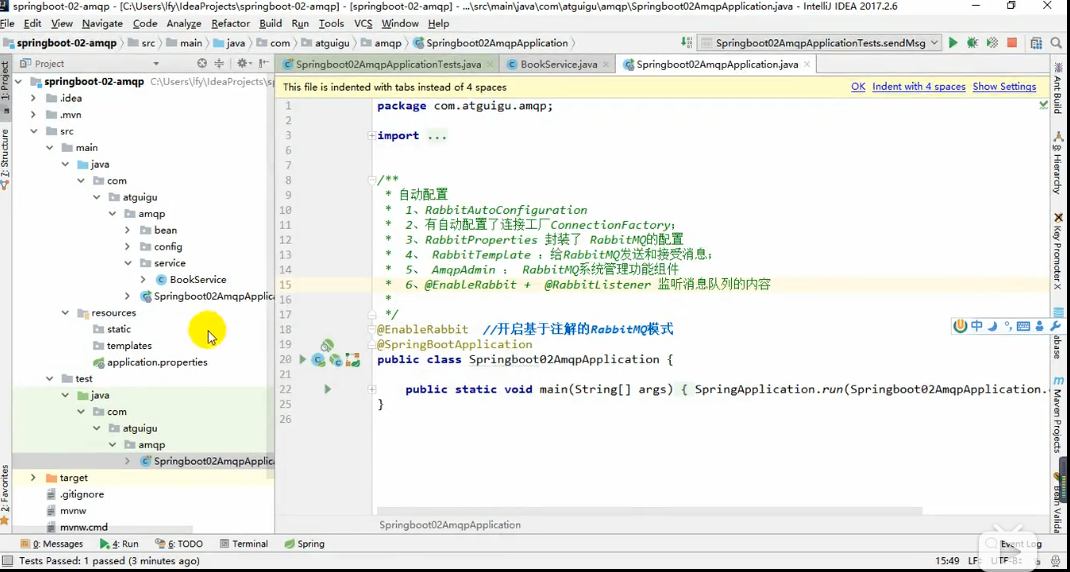 springboot-02-amqp - [C:\Users\lfy\IdeaProjects\springboot-02-amqp] - [springboot-02-amqp] - ...\src\main\java\com\atguigu\amqp\Springboot02AmqpApplication.java - IntelliJ IDEA 2017.2.6
File Edit View Navigate Code Analyze Refactor Build Run Tools VCS Window Help
springboot-02-amqp src main java com atguigu amqp Springboot02AmqpApplication Springboot02AmqpApplicationTests.sendMsg
Project Springboot02AmqpApplicationTests.java BookService.java Springboot02AmqpApplication.java
springboot-02-amqp C:\Users\lfy\IdeaProjects\
.idea
.mvn
src
main
java
com
atguigu
amqp
bean
config
service
BookService
Springboot02AmqpApplica
resources
static
templates
application.properties
test
java
com
atguigu
amqp
Springboot02AmqpApplica
target
.gitignore
mvnw
mvnw.cmd
This file is indented with tabs instead of 4 spaces OK Indent with 4 spaces Show Settings
1 package com.atguigu.amqp;
2
3 import ...
6
7
8 /**
9 * 自动配置
10 * 1、RabbitAutoConfiguration
11 * 2、有自动配置了连接工厂ConnectionFactory;
12 * 3、RabbitProperties 封装了 RabbitMQ的配置
13 * 4、 RabbitTemplate :给RabbitMQ发送和接受消息;
14 * 5、 AmqpAdmin : RabbitMQ系统管理功能组件
15 * 6、@EnableRabbit + @RabbitListener 监听消息队列的内容
16 *
17 */
18 @EnableRabbit //开启基于注解的RabbitMQ模式
19 @SpringBootApplication
20 public class Springboot02AmqpApplication {
21
22 public static void main(String[] args) { SpringApplication.run(Springboot02AmqpApplication.
25 }
26
Springboot02AmqpApplication
1: Project
7: Structure
2: Favorites
Ant Build
Hierarchy
Key Promoter X
abase
Maven Projects
Bean Valida
中
0: Messages 4: Run 6: TODO Terminal Spring Event Log
Tests Passed: 1 passed (3 minutes ago) 15:49 LF: UTF-8: